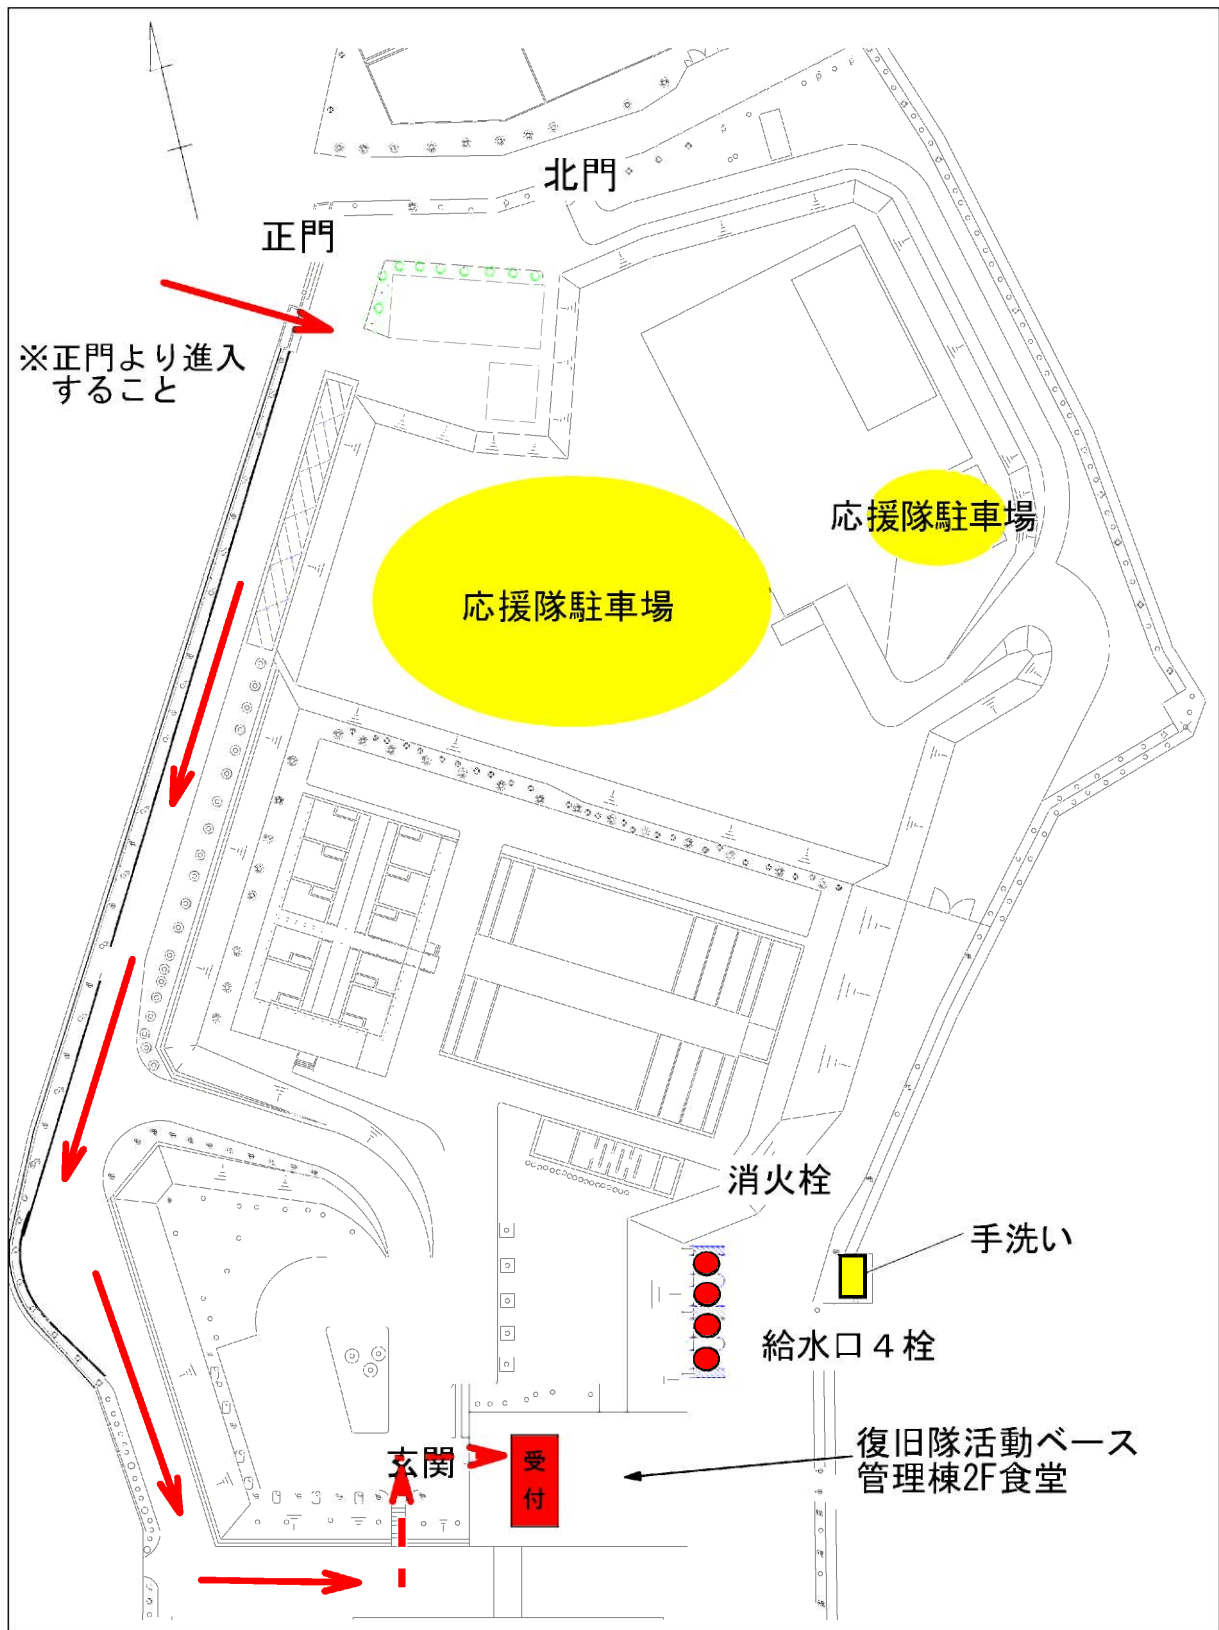 北門
正門
※正門より進入
すること
応援隊駐車場
応援隊駐車場
消火栓
手洗い
給水口４栓
復旧隊活動ベース
管理棟2F食堂
玄関
受
付